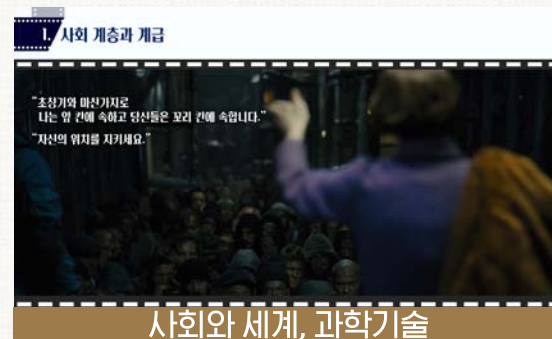 1. 사회 계층과 계급
"초창기와 마찬가지로
나는 앞 칸에 속하고 당신들은 꼬리 칸에 속합니다."
"자신의 위치를 지키세요."
사회와 세계, 과학기술